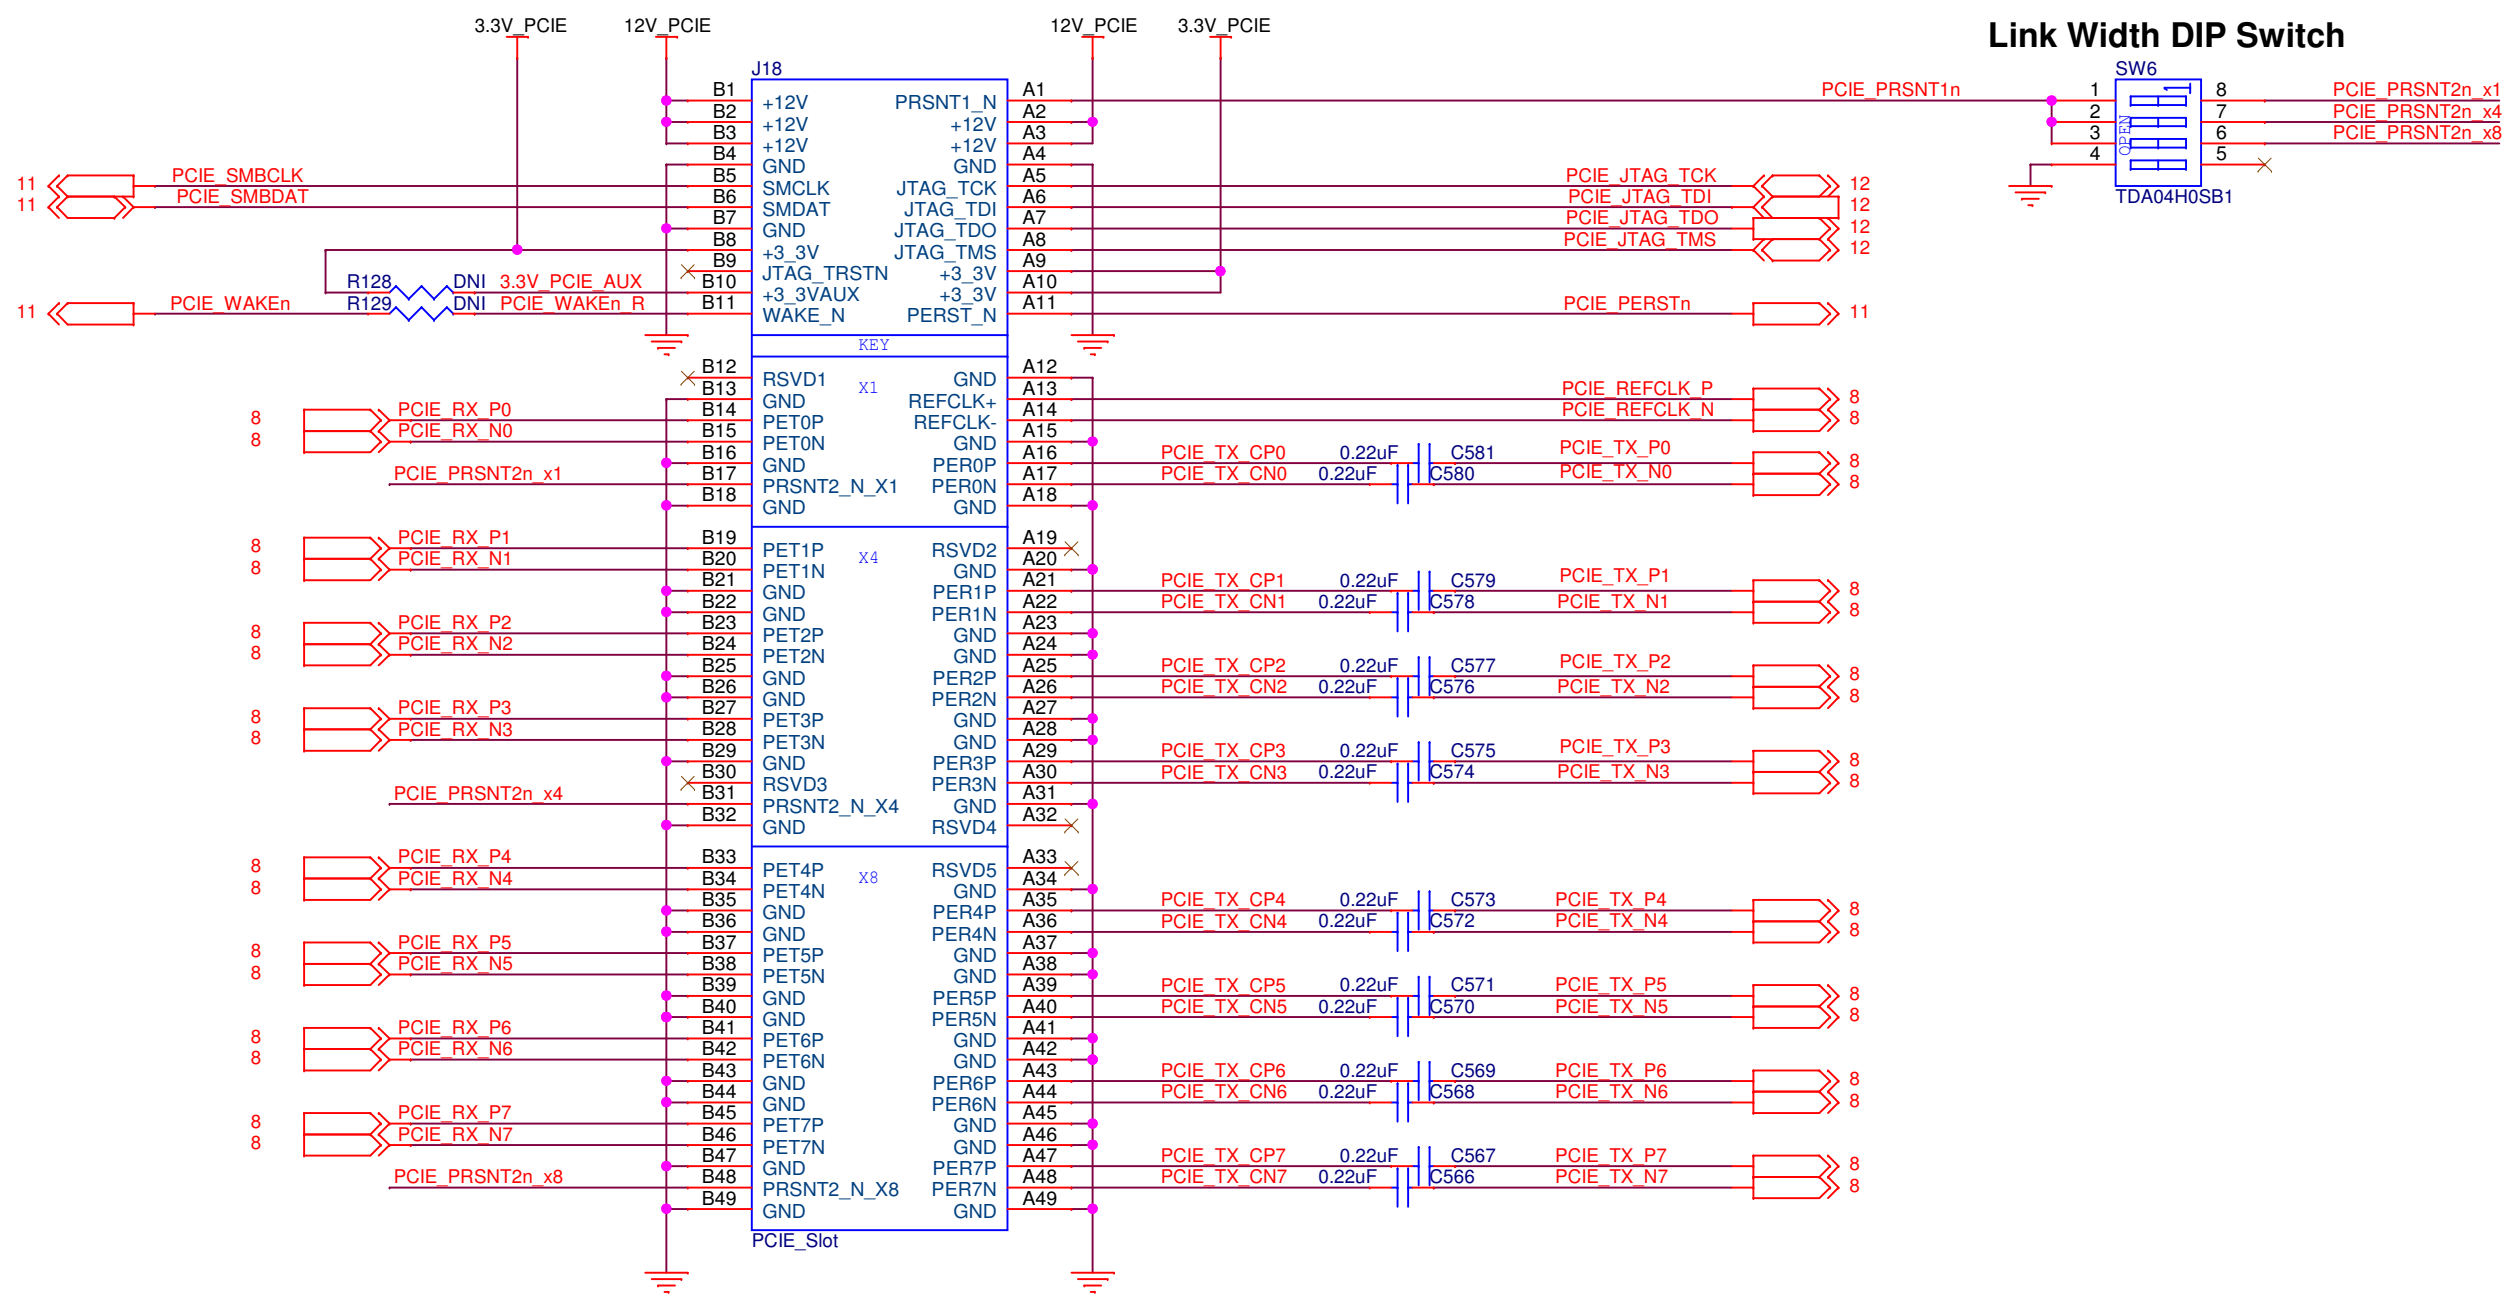 3.3V_PCIE 12V_PCIE 12V_PCIE 3.3V_PCIE
Link Width DIP Switch
J18
SW6
B1 +12V PRSNT1_N A1 PCIE_PRSNT1n 1 1 8 PCIE_PRSNT2n_x1
B2 +12V +12V A2 2 7 PCIE_PRSNT2n_x4
B3 +12V +12V A3 3 OPEN 6 PCIE_PRSNT2n_x8
B4 GND GND A4 4 5
11 PCIE_SMBCLK B5 SMCLK JTAG_TCK A5 PCIE_JTAG_TCK 12
TDA04H0SB1
11 PCIE_SMBDAT B6 SMDAT JTAG_TDI A6 PCIE_JTAG_TDI 12
B7 GND JTAG_TDO A7 PCIE_JTAG_TDO 12
B8 +3_3V JTAG_TMS A8 PCIE_JTAG_TMS 12
B9 JTAG_TRSTN +3_3V A9
R128 DNI 3.3V_PCIE_AUX B10 +3_3VAUX +3_3V A10
11 PCIE_WAKEn R129 DNI PCIE_WAKEn_R B11 WAKE_N PERST_N A11 PCIE_PERSTn 11
KEY
B12 RSVD1 X1 GND A12
B13 GND REFCLK+ A13 PCIE_REFCLK_P 8
8 PCIE_RX_P0 B14 PET0P REFCLK- A14 PCIE_REFCLK_N 8
8 PCIE_RX_N0 B15 PET0N GND A15
B16 GND PER0P A16 PCIE_TX_CP0 0.22uF C581 PCIE_TX_P0 8
PCIE_PRSNT2n_x1 B17 PRSNT2_N_X1 PER0N A17 PCIE_TX_CN0 0.22uF C580 PCIE_TX_N0 8
B18 GND GND A18
8 PCIE_RX_P1 B19 PET1P X4 RSVD2 A19
8 PCIE_RX_N1 B20 PET1N GND A20
B21 GND PER1P A21 PCIE_TX_CP1 0.22uF C579 PCIE_TX_P1 8
B22 GND PER1N A22 PCIE_TX_CN1 0.22uF C578 PCIE_TX_N1 8
8 PCIE_RX_P2 B23 PET2P GND A23
8 PCIE_RX_N2 B24 PET2N GND A24
B25 GND PER2P A25 PCIE_TX_CP2 0.22uF C577 PCIE_TX_P2 8
B26 GND PER2N A26 PCIE_TX_CN2 0.22uF C576 PCIE_TX_N2 8
8 PCIE_RX_P3 B27 PET3P GND A27
8 PCIE_RX_N3 B28 PET3N GND A28
B29 GND PER3P A29 PCIE_TX_CP3 0.22uF C575 PCIE_TX_P3 8
B30 RSVD3 PER3N A30 PCIE_TX_CN3 0.22uF C574 PCIE_TX_N3 8
PCIE_PRSNT2n_x4 B31 PRSNT2_N_X4 GND A31
B32 GND RSVD4 A32
8 PCIE_RX_P4 B33 PET4P X8 RSVD5 A33
8 PCIE_RX_N4 B34 PET4N GND A34
B35 GND PER4P A35 PCIE_TX_CP4 0.22uF C573 PCIE_TX_P4 8
B36 GND PER4N A36 PCIE_TX_CN4 0.22uF C572 PCIE_TX_N4 8
8 PCIE_RX_P5 B37 PET5P GND A37
8 PCIE_RX_N5 B38 PET5N GND A38
B39 GND PER5P A39 PCIE_TX_CP5 0.22uF C571 PCIE_TX_P5 8
B40 GND PER5N A40 PCIE_TX_CN5 0.22uF C570 PCIE_TX_N5 8
8 PCIE_RX_P6 B41 PET6P GND A41
8 PCIE_RX_N6 B42 PET6N GND A42
B43 GND PER6P A43 PCIE_TX_CP6 0.22uF C569 PCIE_TX_P6 8
B44 GND PER6N A44 PCIE_TX_CN6 0.22uF C568 PCIE_TX_N6 8
8 PCIE_RX_P7 B45 PET7P GND A45
8 PCIE_RX_N7 B46 PET7N GND A46
B47 GND PER7P A47 PCIE_TX_CP7 0.22uF C567 PCIE_TX_P7 8
PCIE_PRSNT2n_x8 B48 PRSNT2_N_X8 PER7N A48 PCIE_TX_CN7 0.22uF C566 PCIE_TX_N7 8
B49 GND GND A49
PCIE_Slot